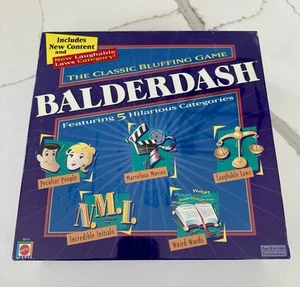 Includes
New Content
and
New Laughable
Laws Category!
THE CLASSIC BLUFFING GAME
BALDERDASH
Featuring 5 Hilarious Categories
Peculiar People
Marvelous Movies
Laughable Laws
N.M.I.
Incredible Initials
Weird Words